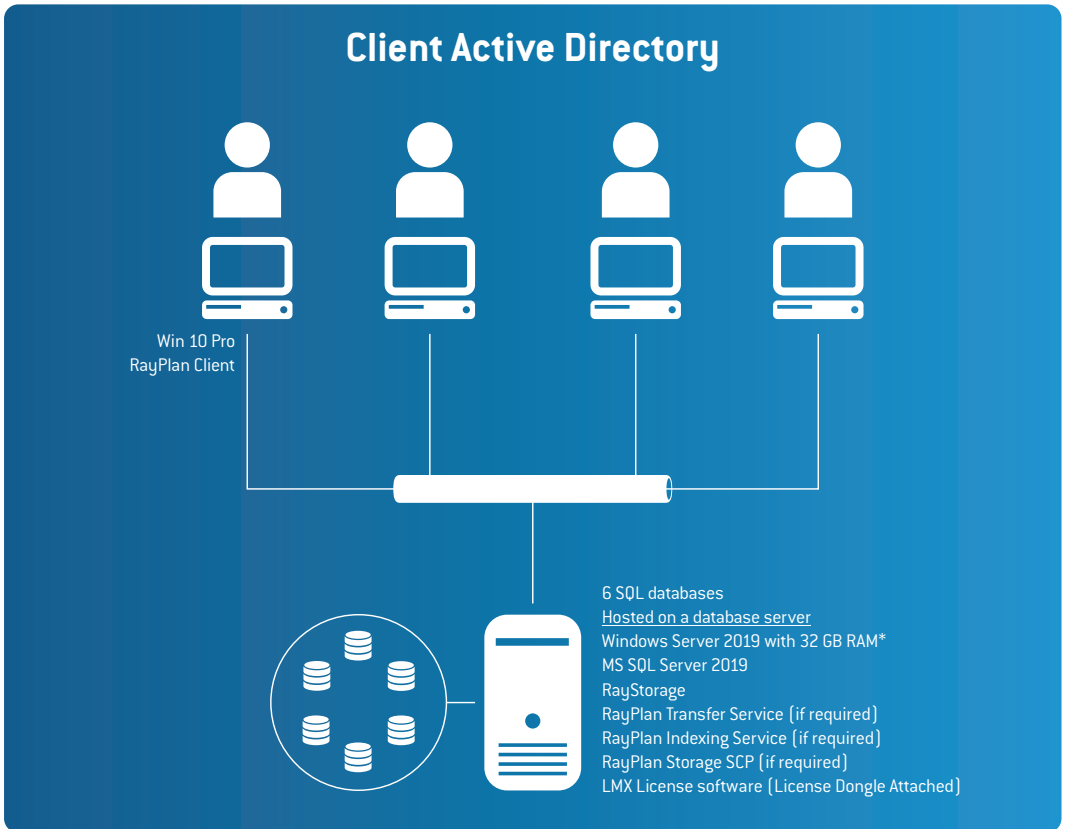 Client Active Directory
Win 10 Pro
RayPlan Client
6 SQL databases
Hosted on a database server
Windows Server 2019 with 32 GB RAM*
MS SQL Server 2019
RayStorage
RayPlan Transfer Service (if required)
RayPlan Indexing Service (if required)
RayPlan Storage SCP (if required)
LMX License software (License Dongle Attached)